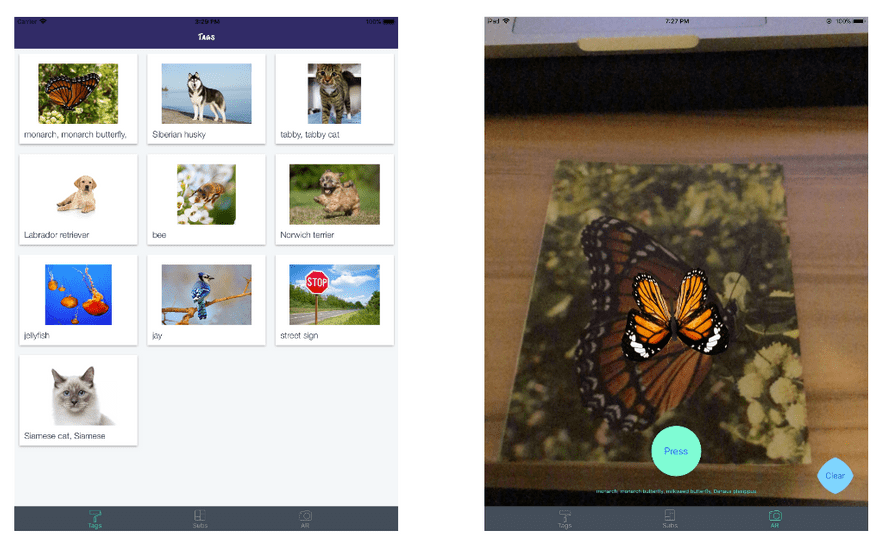 Carrier 3:29 PM 100%
Tags
monarch, monarch butterfly,
Siberian husky
tabby, tabby cat
Labrador retriever
bee
Norwich terrier
jellyfish
jay
STOP
street sign
Siamese cat, Siamese
Tags Subs AR
iPad 7:27 PM 100%
Press
Clear
monarch, monarch butterfly, milkweed butterfly, Danaus plexippus
Tags Subs AR